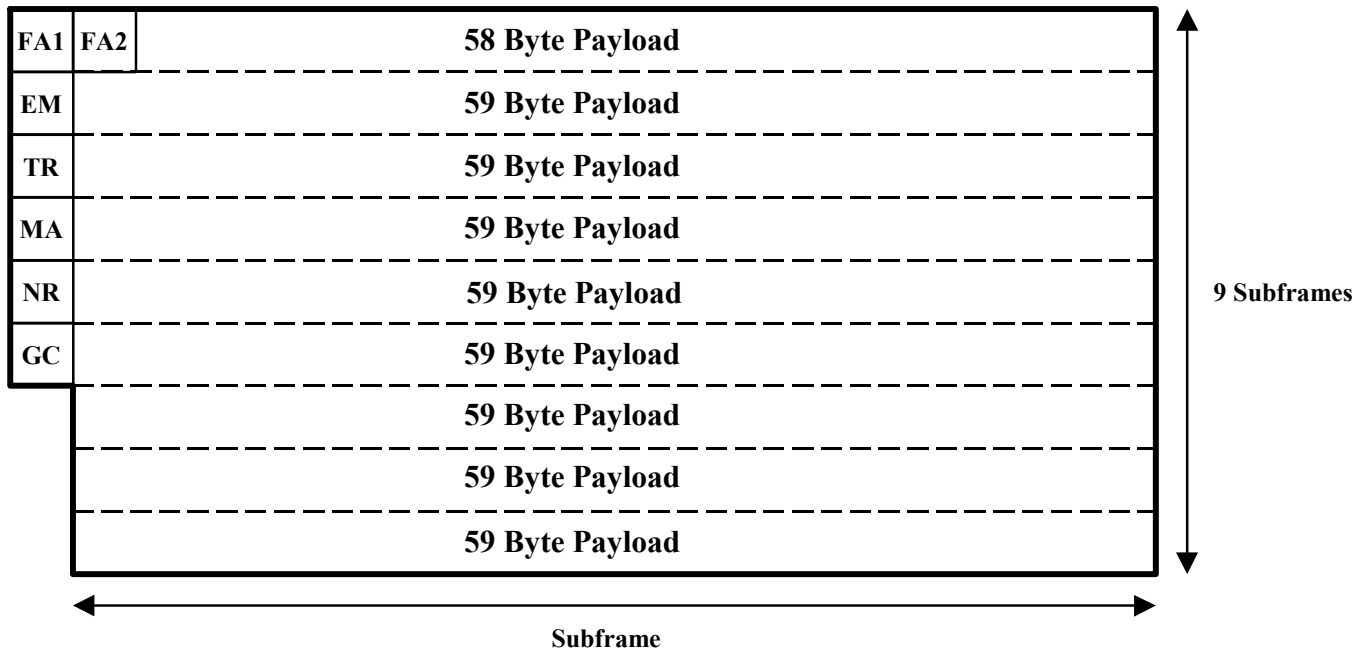 FA1 FA2 58 Byte Payload
EM 59 Byte Payload
TR 59 Byte Payload
MA 59 Byte Payload
NR 59 Byte Payload
9 Subframes
GC 59 Byte Payload
59 Byte Payload
59 Byte Payload
59 Byte Payload
Subframe